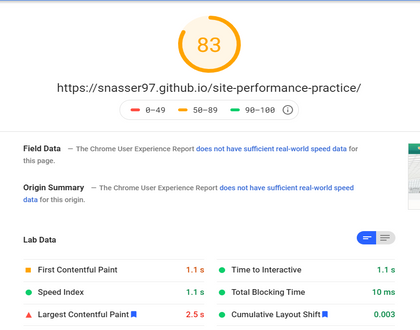 83
https://snasser97.github.io/site-performance-practice/
0–49 50–89 90–100
Field Data — The Chrome User Experience Report does not have sufficient real-world speed data for
this page.
Origin Summary — The Chrome User Experience Report does not have sufficient real-world speed
data for this origin.
Lab Data
First Contentful Paint 1.1 s Time to Interactive 1.1 s
Speed Index 1.1 s Total Blocking Time 10 ms
Largest Contentful Paint 2.5 s Cumulative Layout Shift 0.003